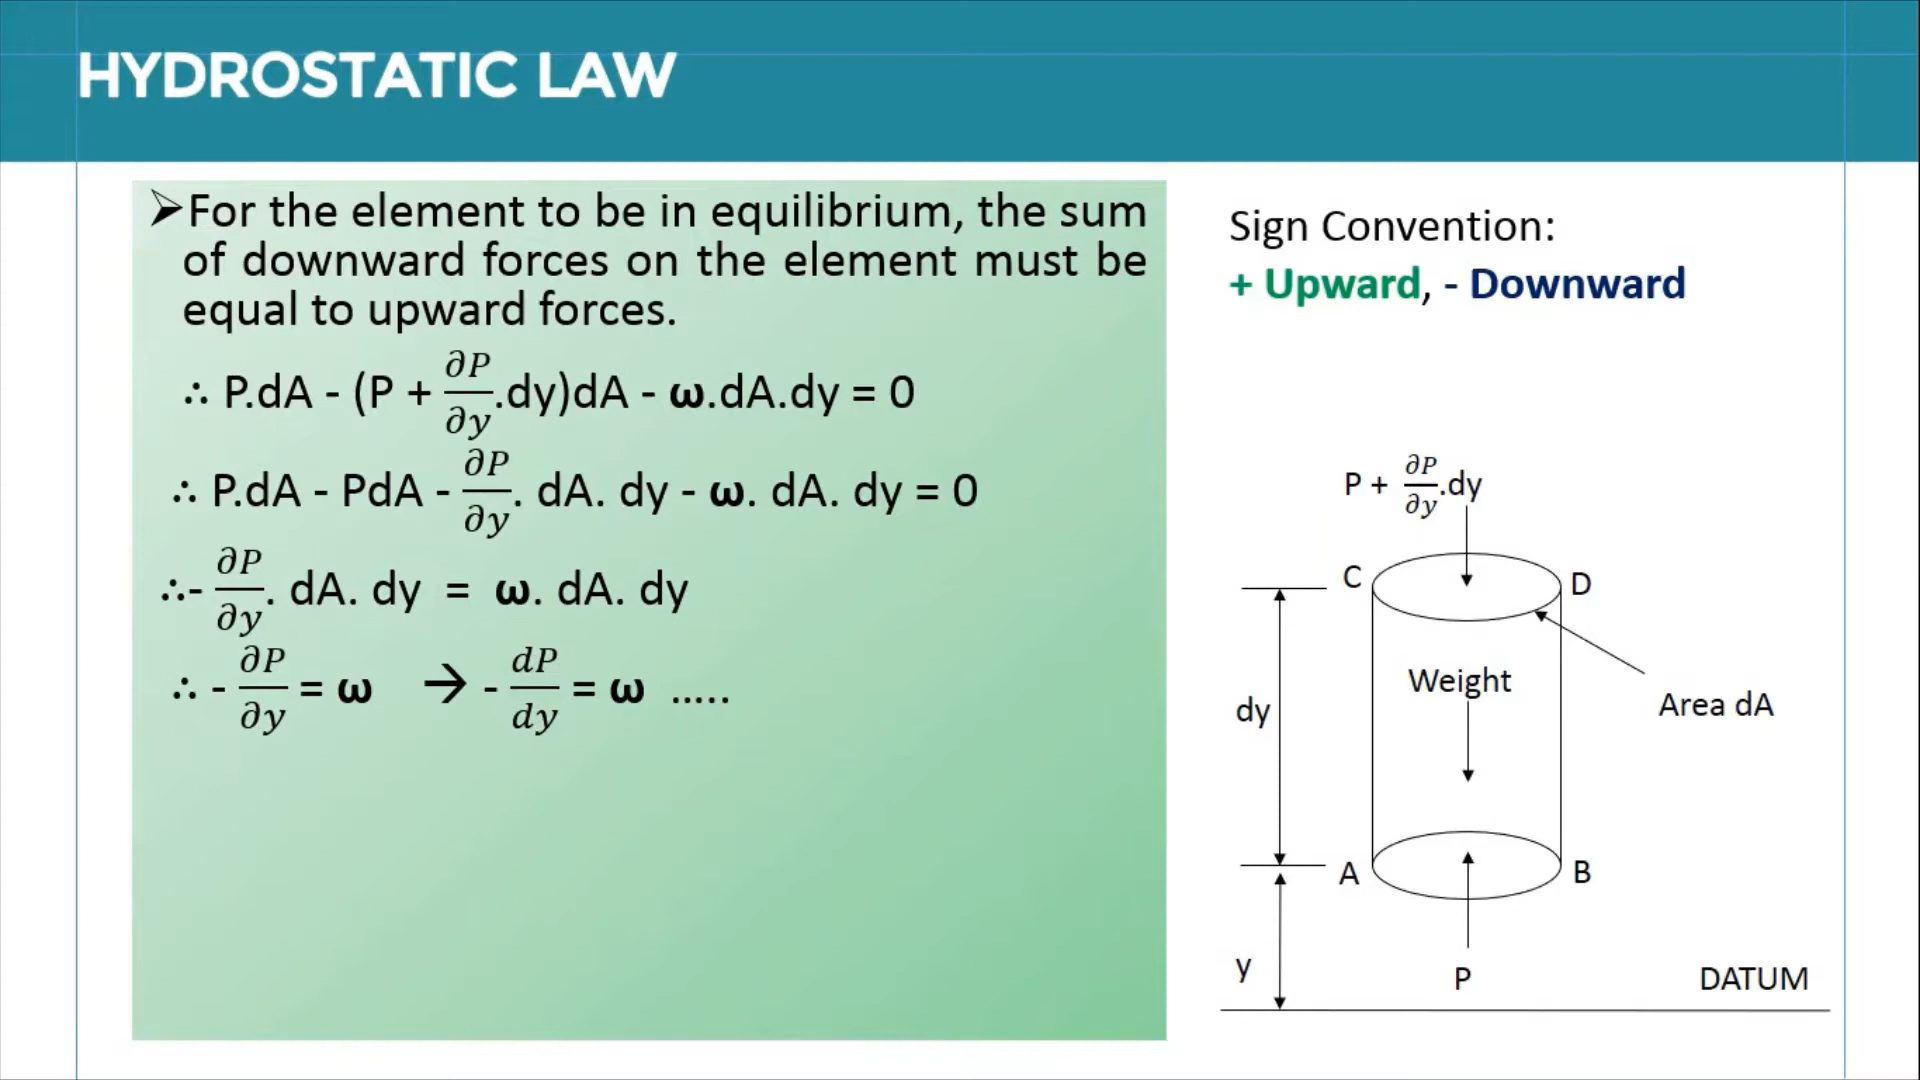 HYDROSTATIC LAW
➢For the element to be in equilibrium, the sum
of downward forces on the element must be
equal to upward forces.
∴ P.dA - (P + ∂P/∂y.dy)dA - ω.dA.dy = 0
∴ P.dA - PdA - ∂P/∂y. dA. dy - ω. dA. dy = 0
∴- ∂P/∂y. dA. dy = ω. dA. dy
∴ - ∂P/∂y = ω → - dP/dy = ω .....
Sign Convention:
+ Upward, - Downward
P + ∂P/∂y.dy
C
D
Weight
dy
Area dA
A
B
y
P
DATUM